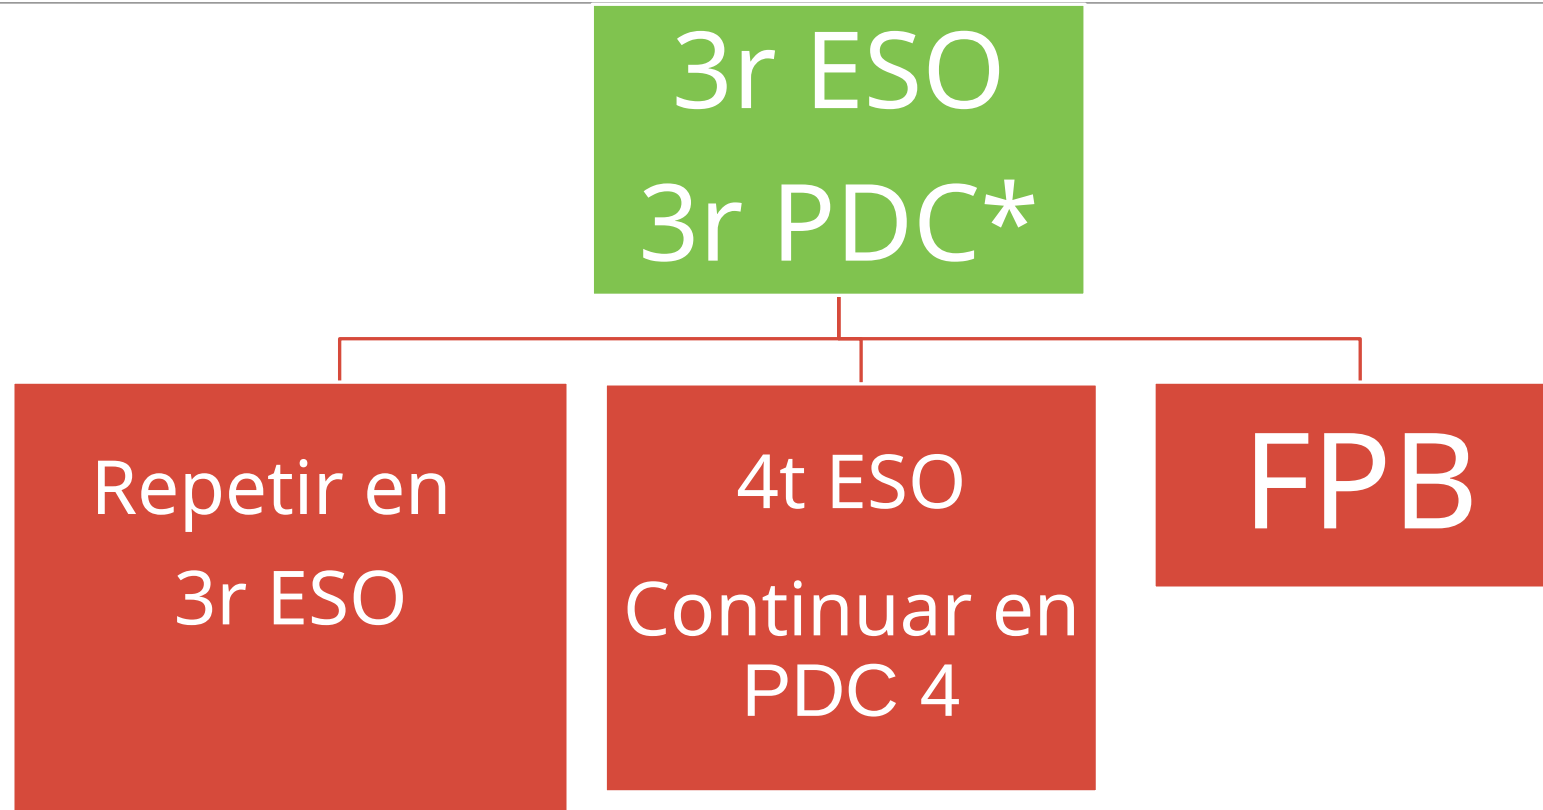 3r ESO
3r PDC*
Repetir en
3r ESO
4t ESO
Continuar en
PDC 4
FPB